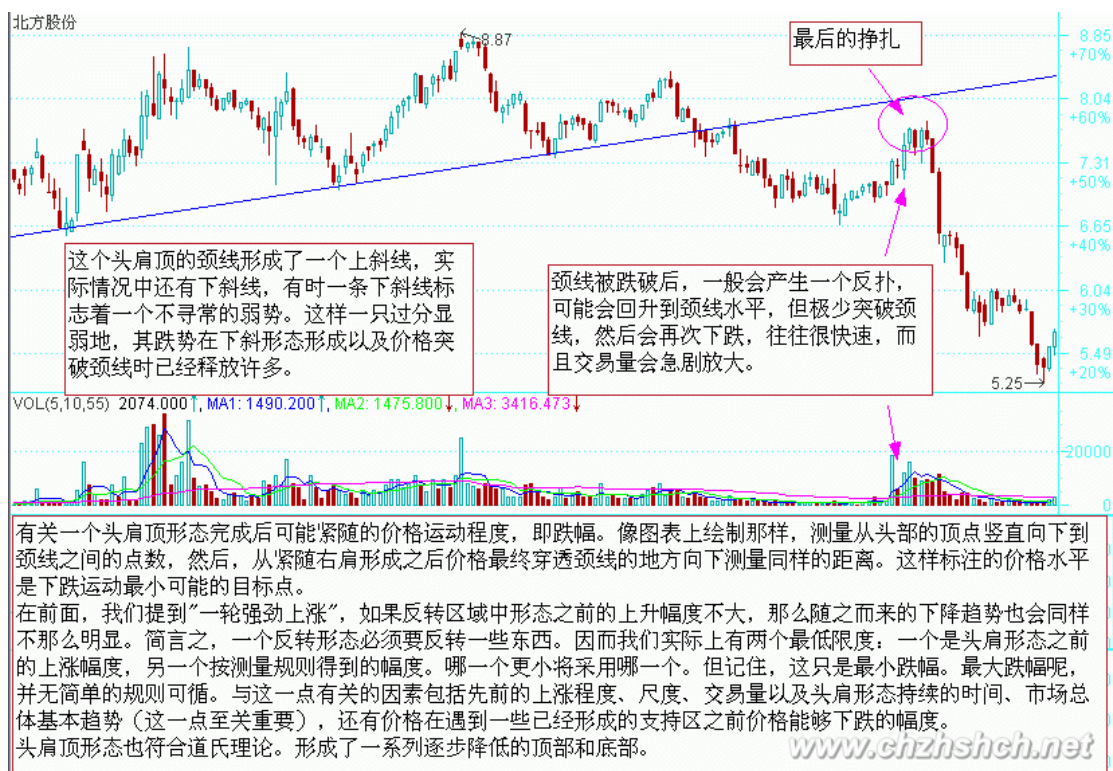 北方股份
最后的挣扎
8.87
8.85
+70%
8.04
+60%
7.31
+50%
6.65
+40%
6.04
+30%
5.49
+20%
5.25
这个头肩顶的颈线形成了一个上斜线，实
际情况中还有下斜线，有时一条下斜线标
志着一个不寻常的弱势。这样一只过分显
弱地，其跌势在下斜形态形成以及价格突
破颈线时已经释放许多。
颈线被跌破后，一般会产生一个反扑，
可能会回升到颈线水平，但极少突破颈
线，然后会再次下跌，往往很快速，而
且交易量会急剧放大。
VOL(5,10,55) 2074.000↑, MA1: 1490.200↑, MA2: 1475.800↓, MA3: 3416.473↓
20000
0
有关一个头肩顶形态完成后可能紧随的价格运动程度，即跌幅。像图表上绘制那样，测量从头部的顶点竖直向下到
颈线之间的点数，然后，从紧随右肩形成之后价格最终穿透颈线的地方向下测量同样的距离。这样标注的价格水平
是下跌运动最小可能的目标点。
在前面，我们提到"一轮强劲上涨"，如果反转区域中形态之前的上升幅度不大，那么随之而来的下降趋势也会同样
不那么明显。简言之，一个反转形态必须要反转一些东西。因而我们实际上有两个最低限度：一个是头肩形态之前
的上涨幅度，另一个按测量规则得到的幅度。哪一个更小将采用哪一个。但记住，这只是最小跌幅。最大跌幅呢，
并无简单的规则可循。与这一点有关的因素包括先前的上涨程度、尺度、交易量以及头肩形态持续的时间、市场总
体基本趋势（这一点至关重要），还有价格在遇到一些已经形成的支持区之前价格能够下跌的幅度。
头肩顶形态也符合道氏理论。形成了一系列逐步降低的顶部和底部。
www.chzhshch.net